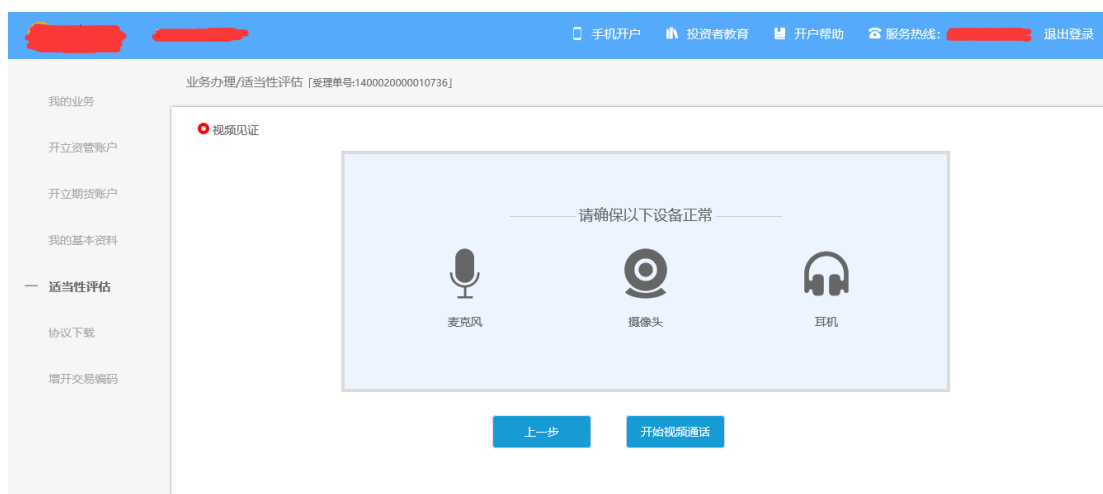 手机开户 投资者教育 开户帮助 服务热线: 退出登录
业务办理/适当性评估「受理单号:1400020000010736」
我的业务
视频见证
开立资管账户
开立期货账户
请确保以下设备正常
我的基本资料
适当性评估
麦克风 摄像头 耳机
协议下载
增开交易编码
上一步 开始视频通话